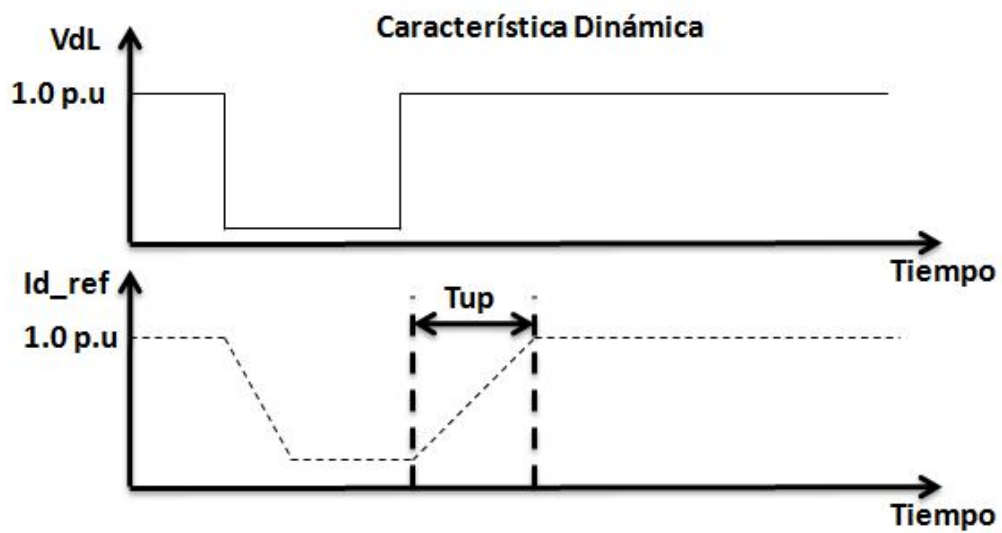 Característica Dinámica
VdL
1.0 p.u
Tiempo
Id_ref
Tup
1.0 p.u
Tiempo